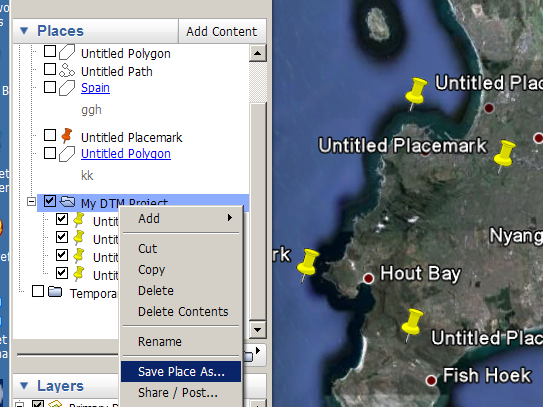 Places
Add Content
Untitled Polygon
Untitled Path
Spain
ggh
Untitled Placemark
Untitled Polygon
kk
My DTM Project
Untit
Untit
Untit
Untit
Tempora
Add
Cut
Copy
Delete
Delete Contents
Rename
Save Place As...
Share / Post...
Layers
Untitled Plac
Untitled Placemark
Nyang
rk
Hout Bay
Untitled Plac
Fish Hoek